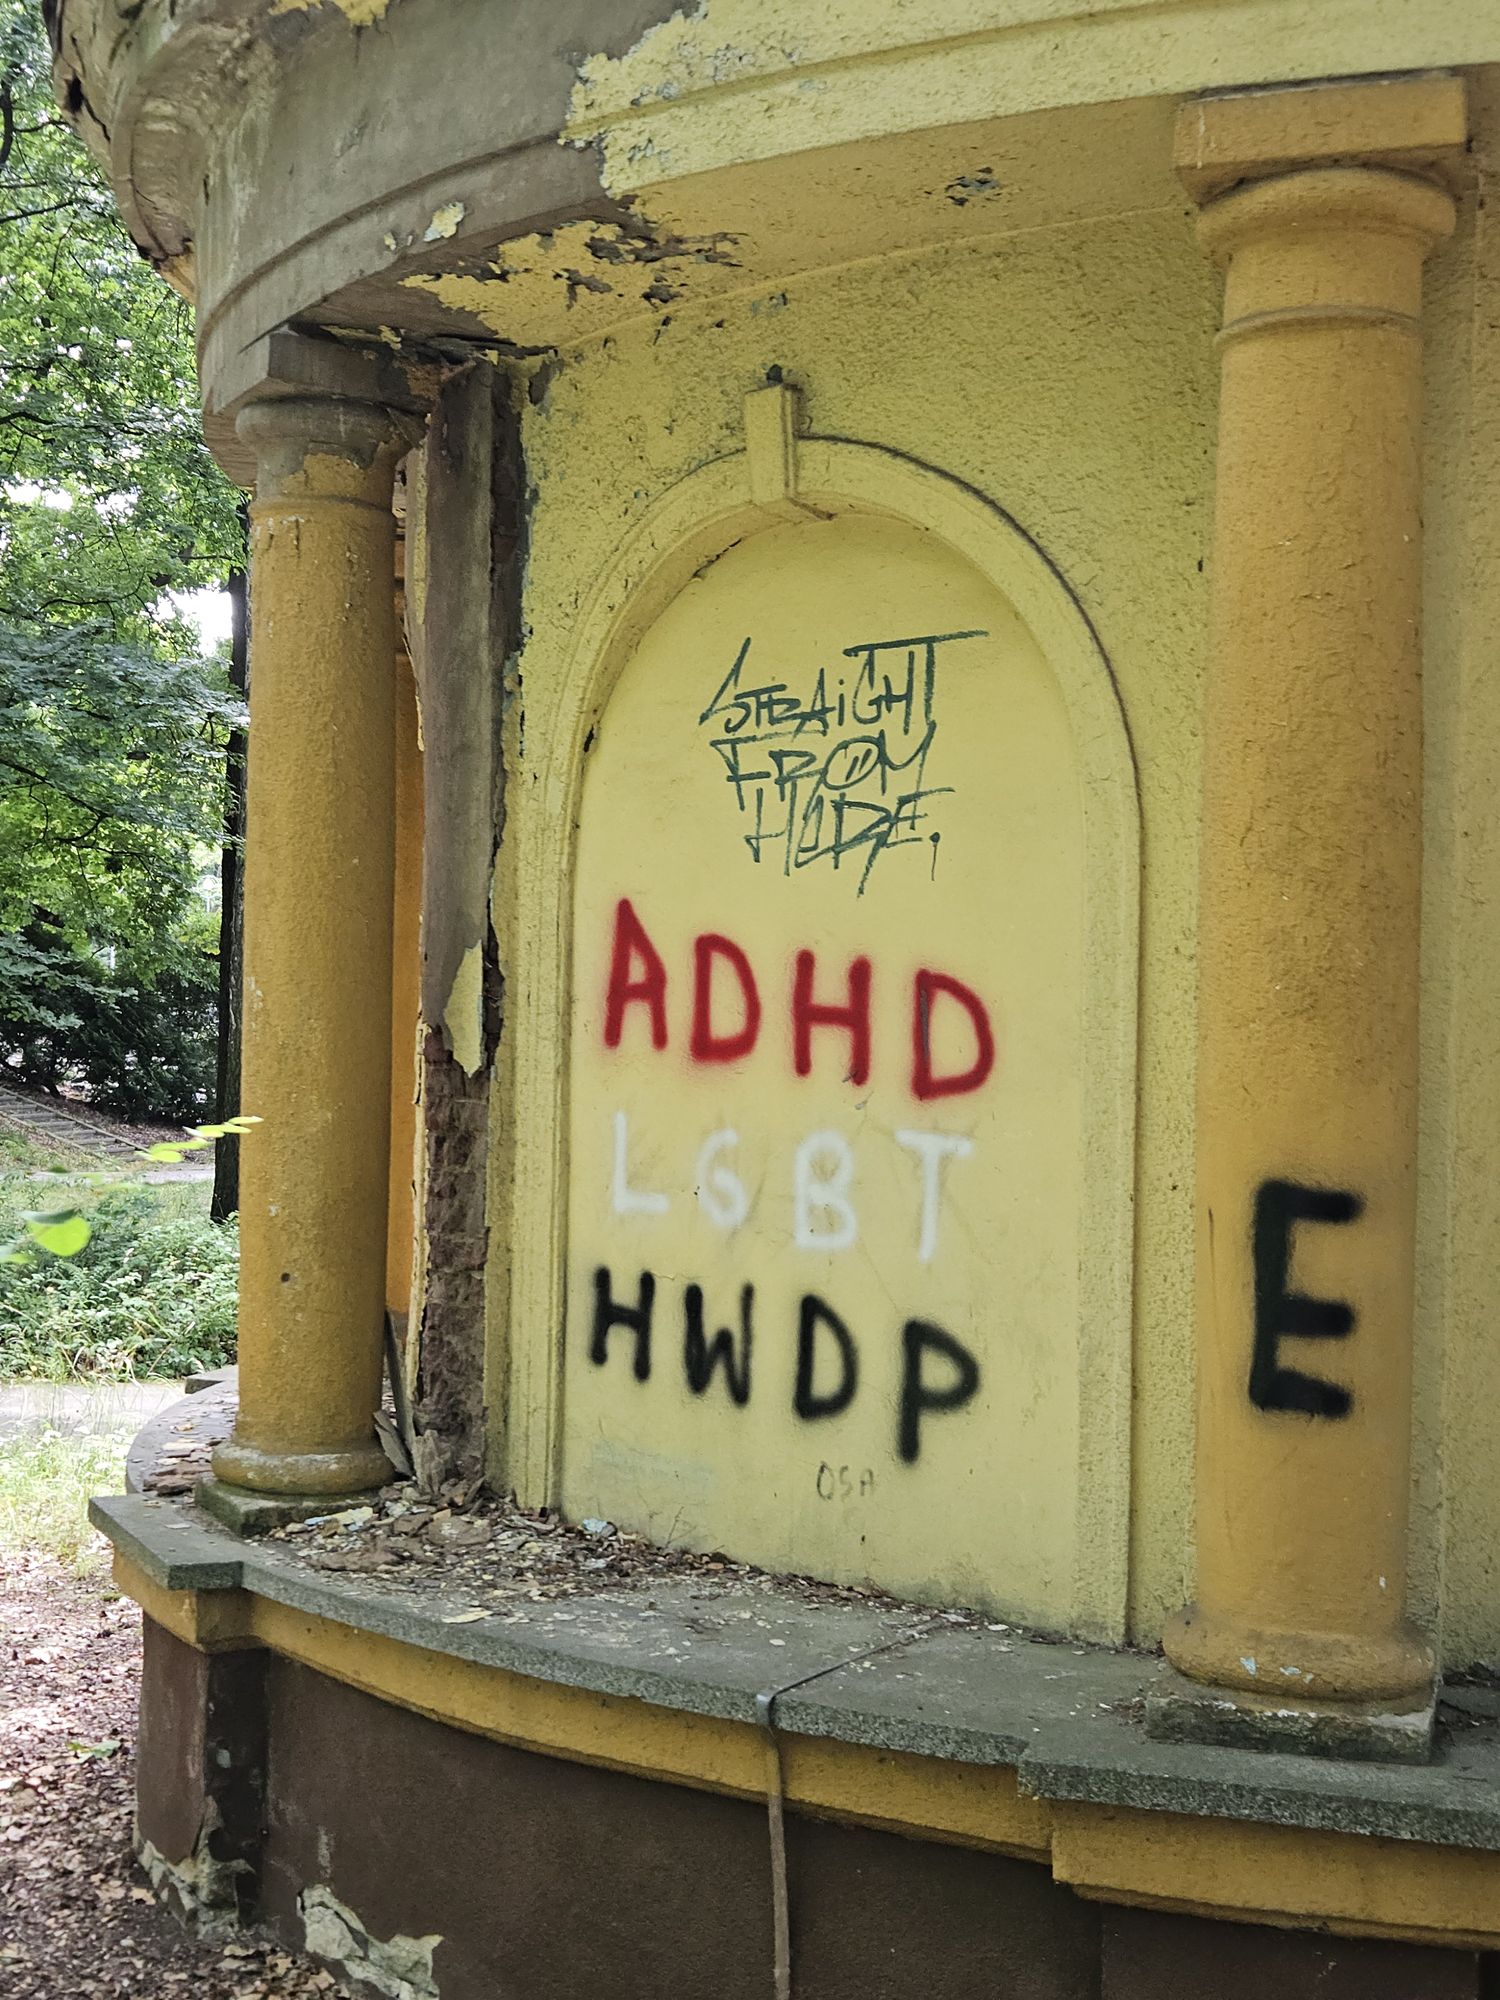 STRAIGHT
FROM
HERE.
ADHD
LGBT
HWDP
E
OSA